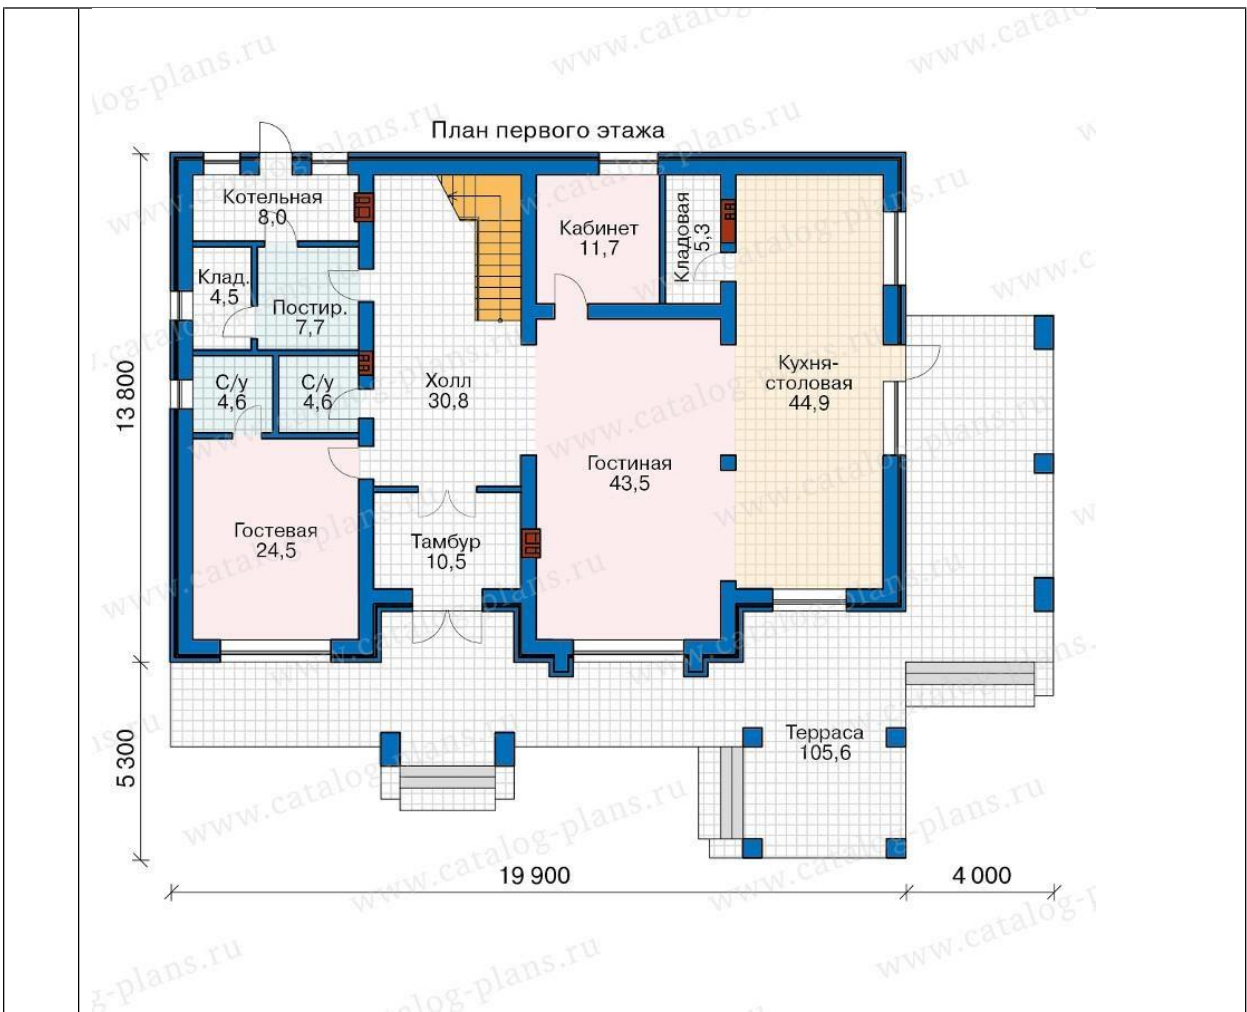 www.catalog-plans.ru
План первого этажа
Котельная
8,0
Клад.
4,5
Постир.
7,7
С/у
4,6
С/у
4,6
Холл
30,8
Кабинет
11,7
Кладовая
5,3
Кухня-
столовая
44,9
Гостиная
43,5
Гостевая
24,5
Тамбур
10,5
Терраса
105,6
13 800
5 300
19 900
4 000